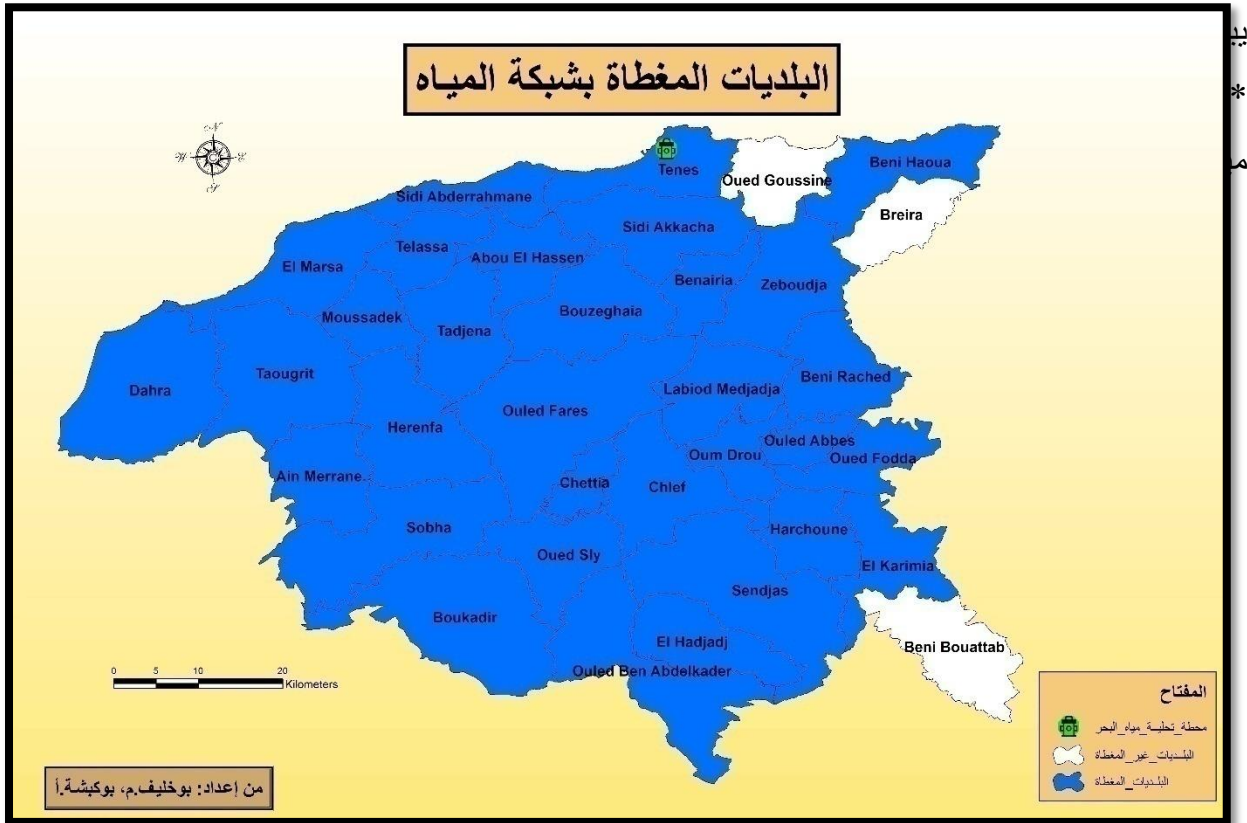 البلديات المغطاة بشبكة المياه
N
W E
S
Tenes
Oued Goussine
Beni Haoua
Breira
Sidi Abderrahmane
Sidi Akkacha
Telassa
Abou El Hassen
El Marsa
Benairia
Zeboudja
Moussadek
Tadjena
Bouzeghaia
Dahra
Taougrit
Labiod Medjadja
Beni Rached
Herenfa
Ouled Fares
Ouled Abbes
Oum Drou
Oued Fodda
Ain Merrane
Chettia
Chlef
Sobha
Harchoune
Oued Sly
El Karimia
Sendjas
Boukadir
El Hadjadj
Beni Bouattab
Ouled Ben Abdelkader
0 5 10 20
Kilometers
المفتاح
محطة_تحلية_مياه_البحر
البلديات_غير_المغطاة
البلديات_المغطاة
من إعداد: بوخليف.م، بوكبشة.أ